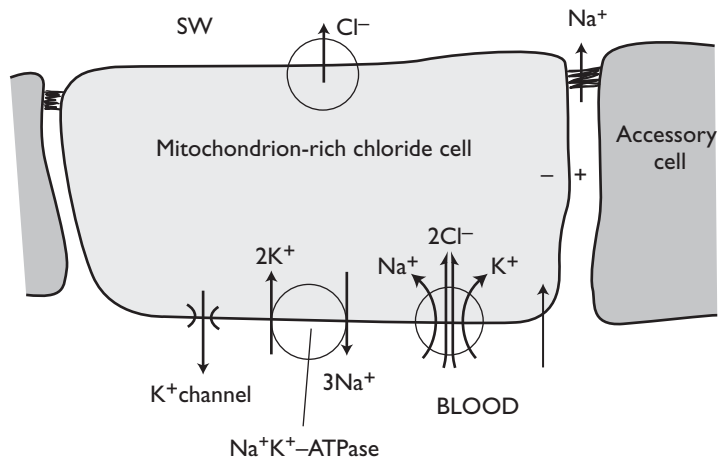 SW
Cl⁻
Na⁺
Mitochondrion-rich chloride cell
Accessory
cell
– +
2Cl⁻
2K⁺
Na⁺
K⁺
K⁺channel
3Na⁺
BLOOD
Na⁺K⁺–ATPase